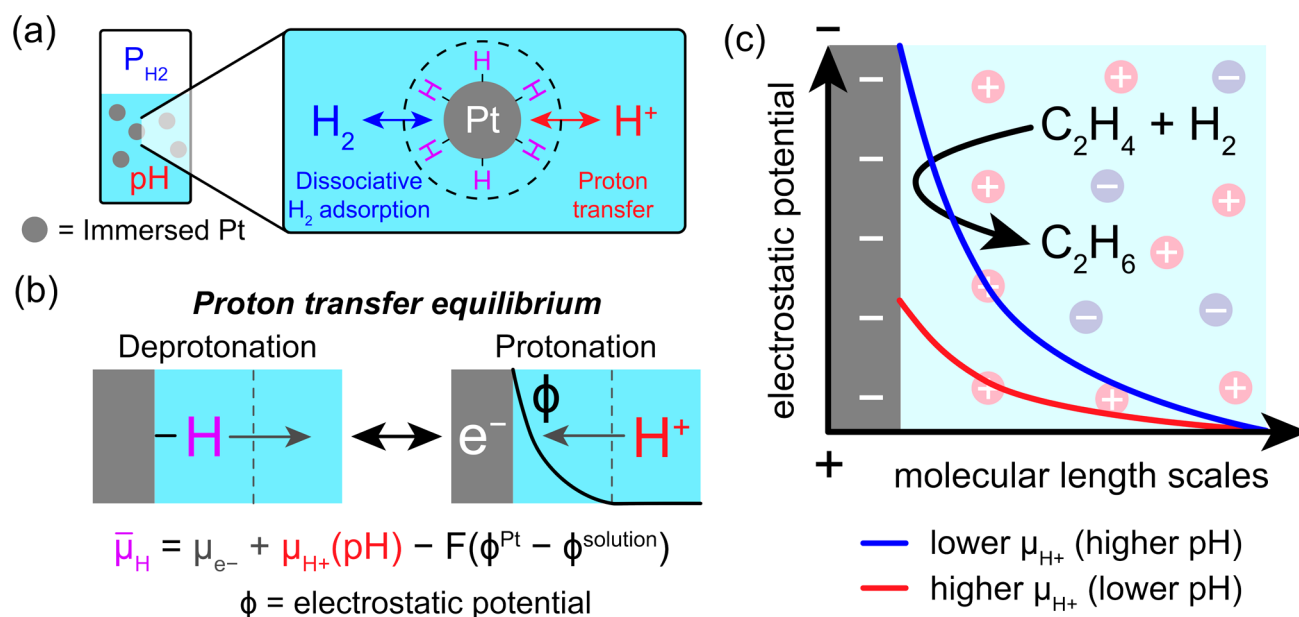 (a)
P_H2
pH
= Immersed Pt
H
H H
H₂ Pt H⁺
H H
H
Dissociative
H₂ adsorption
Proton
transfer
(b)
Proton transfer equilibrium
Deprotonation
Protonation
H
e⁻
ϕ
H⁺
μ̅_H = μ_e− + μ_H+(pH) − F(ϕ^Pt − ϕ^solution)
ϕ = electrostatic potential
(c)
−
electrostatic potential
+
− − − − −
+ + −
+ − +
+ +
− −
+ + +
C₂H₄ + H₂
C₂H₆
molecular length scales
lower μ_H+ (higher pH)
higher μ_H+ (lower pH)